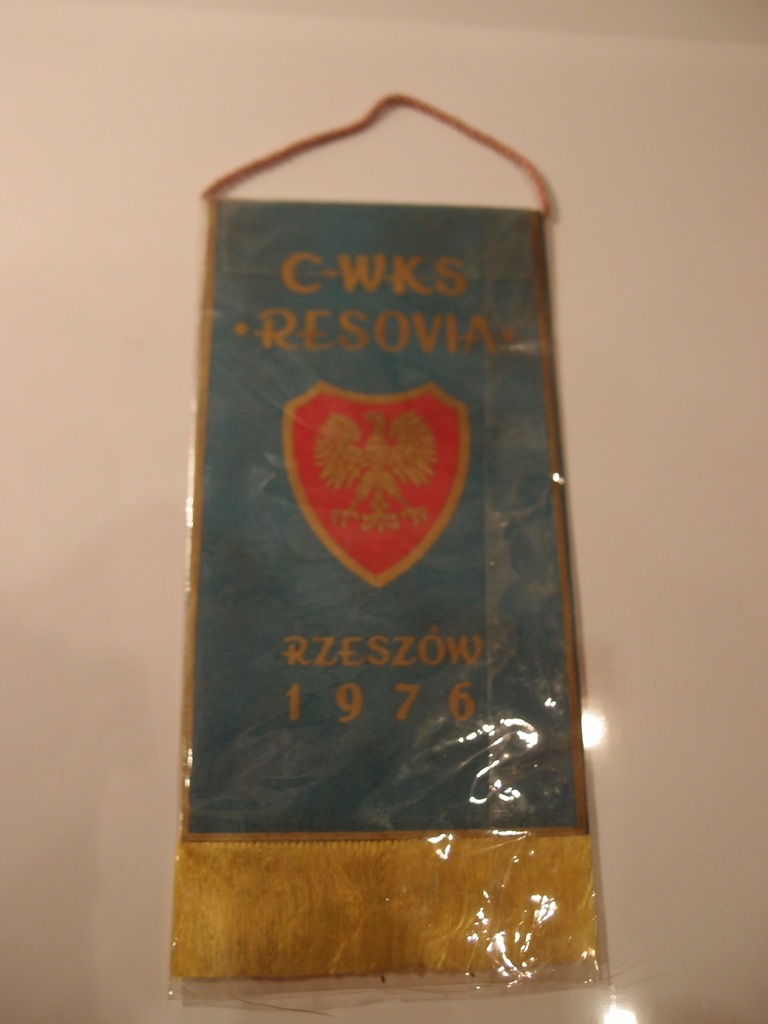 C-WKS
•RESOVIA•
RZESZÓW
1976